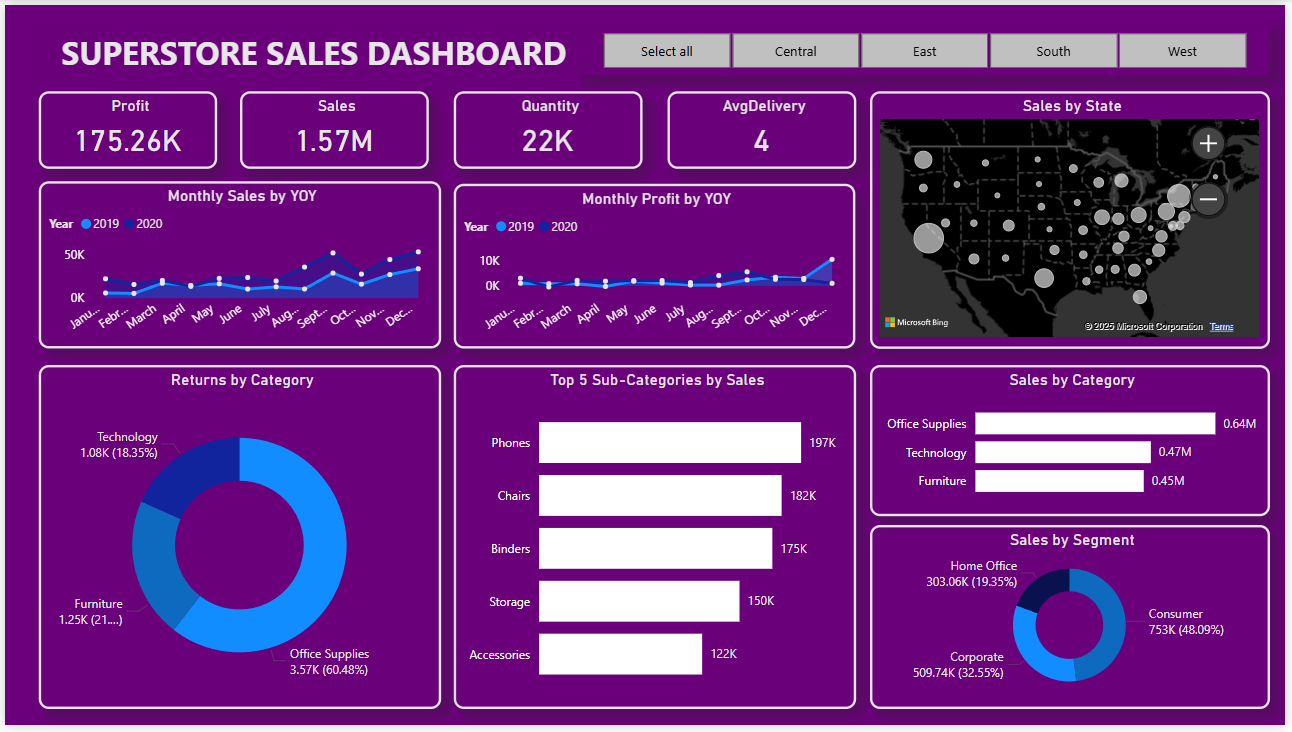 SUPERSTORE SALES DASHBOARD
Select all
Central
East
South
West
Profit
175.26K
Sales
1.57M
Quantity
22K
AvgDelivery
4
Sales by State
+
−
Microsoft Bing
© 2025 Microsoft Corporation Terms
Monthly Sales by YOY
Year 2019 2020
50K
0K
Janu...
Febr...
March
April
May
June
July
Aug...
Sept...
Oct...
Nov...
Dec...
Monthly Profit by YOY
Year 2019 2020
10K
0K
Janu...
Febr...
March
April
May
June
July
Aug...
Sept...
Oct...
Nov...
Dec...
Returns by Category
Technology
1.08K (18.35%)
Furniture
1.25K (21....)
Office Supplies
3.57K (60.48%)
Top 5 Sub-Categories by Sales
Phones 197K
Chairs 182K
Binders 175K
Storage 150K
Accessories 122K
Sales by Category
Office Supplies 0.64M
Technology 0.47M
Furniture 0.45M
Sales by Segment
Home Office
303.06K (19.35%)
Consumer
753K (48.09%)
Corporate
509.74K (32.55%)